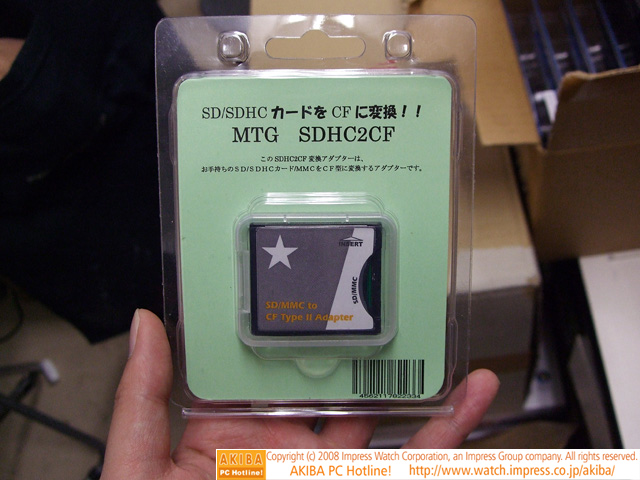 SD/SDHC カードを CF に変換！！
MTG SDHC2CF
この SDHC2CF 変換アダプターは、
お手持ちのSD/SDHCカード/MMCをCF型に変換するアダプターです。
INSERT
SD/MMC
SD/MMC to
CF Type II Adapter
4562117822334
AKIBA
PC Hotline!
Copyright (c) 2008 Impress Watch Corporation, an Impress Group company. All rights reserved.
AKIBA PC Hotline! http://www.watch.impress.co.jp/akiba/